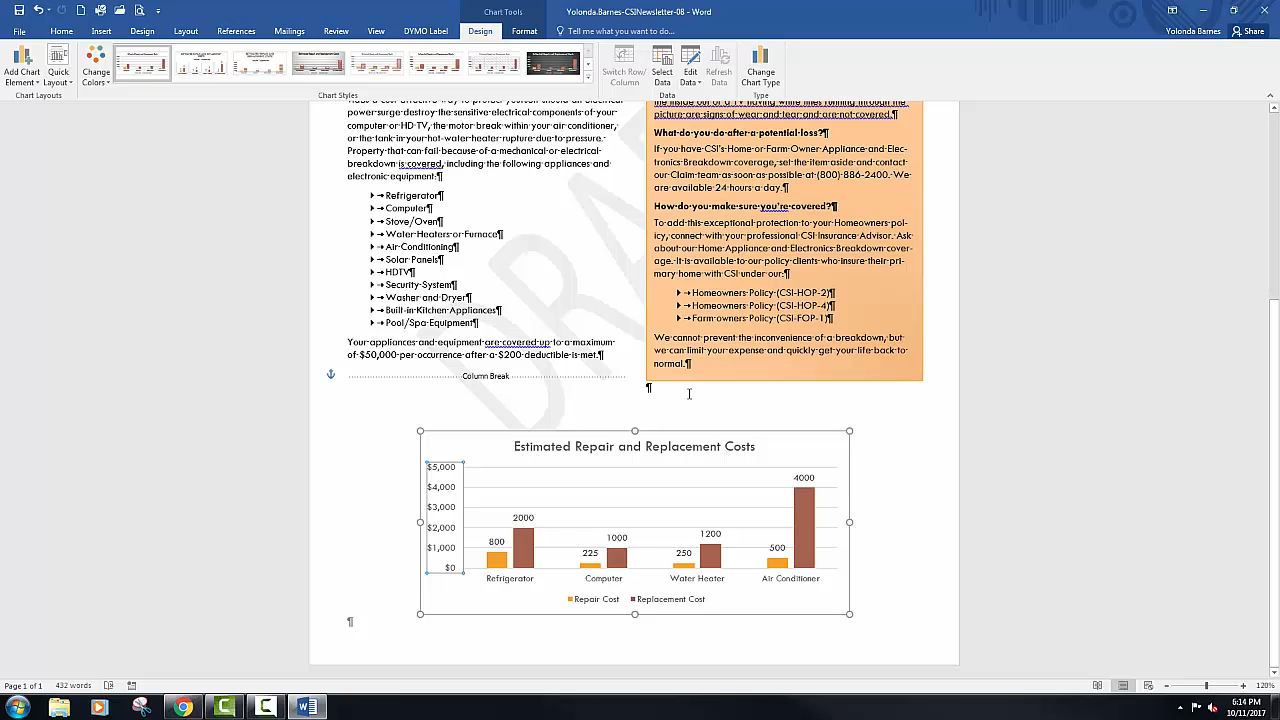 Chart Tools
Yolonda.Barnes-CSINewsletter-08 - Word
File Home Insert Design Layout References Mailings Review View DYMO Label Design Format Tell me what you want to do... Yolonda Barnes Share
Add Chart Element Quick Layout Change Colors Switch Row/Column Select Data Edit Data Refresh Data Change Chart Type
Chart Layouts Chart Styles Data Type
power·surge·destroy·the·sensitive·electrical·components·of·your·
computer·or·HD·TV,·the·motor·break·within·your·air·conditioner,·
or·the·tank·in·your·hot·water·heater·rupture·due·to·pressure.·
Property·that·can·fail·because·of·a·mechanical·or·electrical·
breakdown·is·covered,·including·the·following·appliances·and·
electronic·equipment:¶
Refrigerator¶
Computer¶
Stove/Oven¶
Water·Heaters·or·Furnace¶
Air·Conditioning¶
Solar·Panels¶
HDTV¶
Security·System¶
Washer·and·Dryer¶
Built-in·Kitchen·Appliances¶
Pool/Spa·Equipment¶
Your·appliances·and·equipment·are·covered·up·to·a·maximum·
of·$50,000·per·occurrence·after·a·$200·deductible·is·met.¶
Column Break
the·inside·out·or·a·TV·having·white·lines·running·through·the·
picture·are·signs·of·wear·and·tear·and·are·not·covered.¶
What·do·you·do·after·a·potential·loss?¶
If·you·have·CSI's·Home·or·Farm·Owner·Appliance·and·Elec-
tronics·Breakdown·coverage,·set·the·item·aside·and·contact·
our·Claim·team·as·soon·as·possible·at·(800)·886-2400.·We·
are·available·24·hours·a·day.¶
How·do·you·make·sure·you're·covered?¶
To·add·this·exceptional·protection·to·your·Homeowners·pol-
icy,·connect·with·your·professional·CSI·Insurance·Advisor.·Ask·
about·our·Home·Appliance·and·Electronics·Breakdown·cover-
age.·It·is·available·to·our·policy·clients·who·insure·their·pri-
mary·home·with·CSI·under·our:¶
Homeowners·Policy·(CSI-HOP-2)¶
Homeowners·Policy·(CSI-HOP-4)¶
Farm·owners·Policy·(CSI-FOP-1)¶
We·cannot·prevent·the·inconvenience·of·a·breakdown,·but·
we·can·limit·your·expense·and·quickly·get·your·life·back·to·
normal.¶
¶
Estimated Repair and Replacement Costs
$5,000
$4,000
$3,000
$2,000
$1,000
$0
800 2000 225 1000 250 1200 500 4000
Refrigerator Computer Water Heater Air Conditioner
Repair Cost Replacement Cost
¶
Page 1 of 1 432 words 120%
6:14 PM
10/11/2017